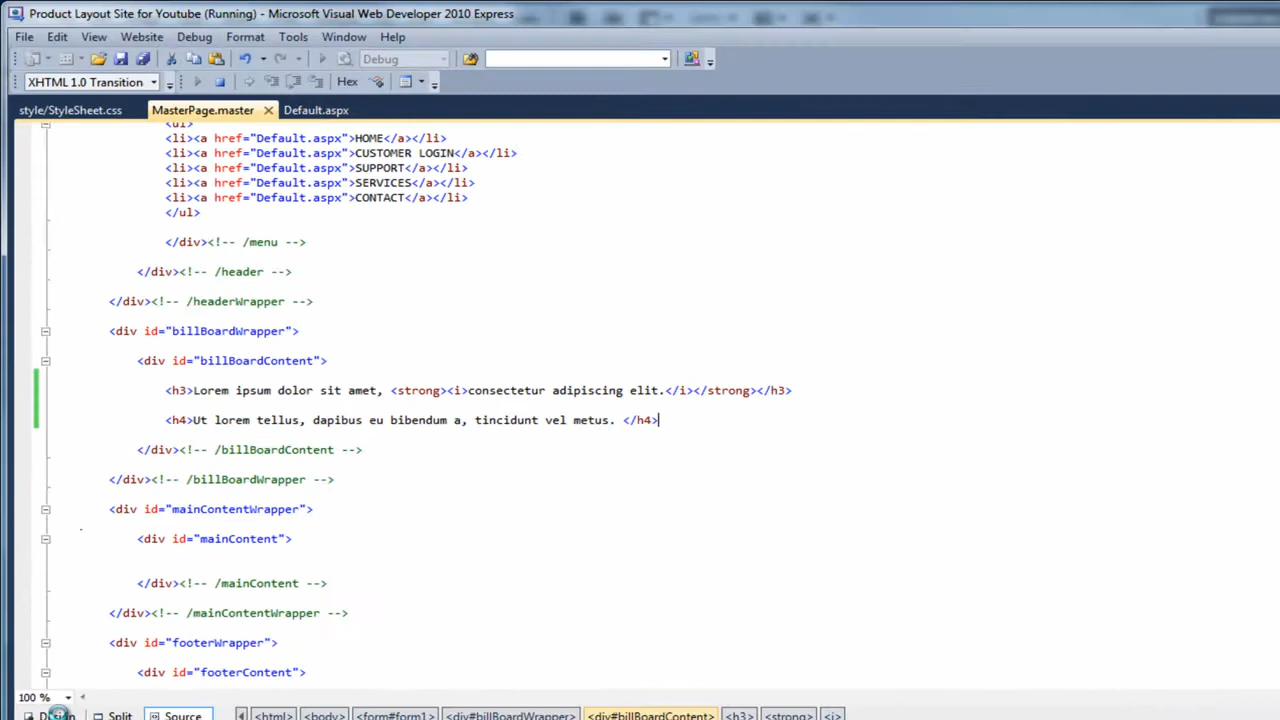 Product Layout Site for Youtube (Running) - Microsoft Visual Web Developer 2010 Express
File Edit View Website Debug Format Tools Window Help
Debug
XHTML 1.0 Transition Hex
style/StyleSheet.css MasterPage.master Default.aspx
<ul>
<li><a href="Default.aspx">HOME</a></li>
<li><a href="Default.aspx">CUSTOMER LOGIN</a></li>
<li><a href="Default.aspx">SUPPORT</a></li>
<li><a href="Default.aspx">SERVICES</a></li>
<li><a href="Default.aspx">CONTACT</a></li>
</ul>
</div><!-- /menu -->
</div><!-- /header -->
</div><!-- /headerWrapper -->
<div id="billBoardWrapper">
<div id="billBoardContent">
<h3>Lorem ipsum dolor sit amet, <strong><i>consectetur adipiscing elit.</i></strong></h3>
<h4>Ut lorem tellus, dapibus eu bibendum a, tincidunt vel metus. </h4>
</div><!-- /billBoardContent -->
</div><!-- /billBoardWrapper -->
<div id="mainContentWrapper">
<div id="mainContent">
</div><!-- /mainContent -->
</div><!-- /mainContentWrapper -->
<div id="footerWrapper">
<div id="footerContent">
100 %
Split Source <html> <body> <form#form1> <div#billBoardWrapper> <div#billBoardContent> <h3> <strong> <i>